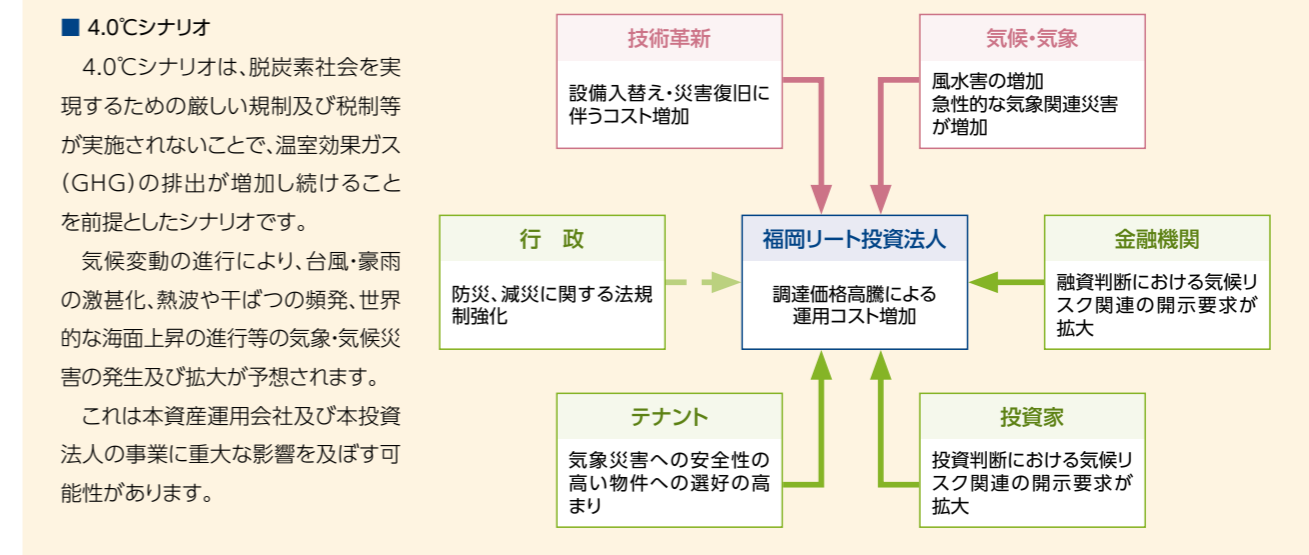 ■ 4.0℃シナリオ
4.0℃シナリオは、脱炭素社会を実
現するための厳しい規制及び税制等
が実施されないことで、温室効果ガス
(GHG)の排出が増加し続けること
を前提としたシナリオです。
気候変動の進行により、台風・豪雨
の激甚化、熱波や干ばつの頻発、世界
的な海面上昇の進行等の気象・気候災
害の発生及び拡大が予想されます。
これは本資産運用会社及び本投資
法人の事業に重大な影響を及ぼす可
能性があります。
技術革新
設備入替え・災害復旧に
伴うコスト増加
気候・気象
風水害の増加
急性的な気象関連災害
が増加
行 政
防災、減災に関する法規
制強化
福岡リート投資法人
調達価格高騰による
運用コスト増加
金融機関
融資判断における気候リ
スク関連の開示要求が
拡大
テナント
気象災害への安全性の
高い物件への選好の高
まり
投資家
投資判断における気候リ
スク関連の開示要求が
拡大